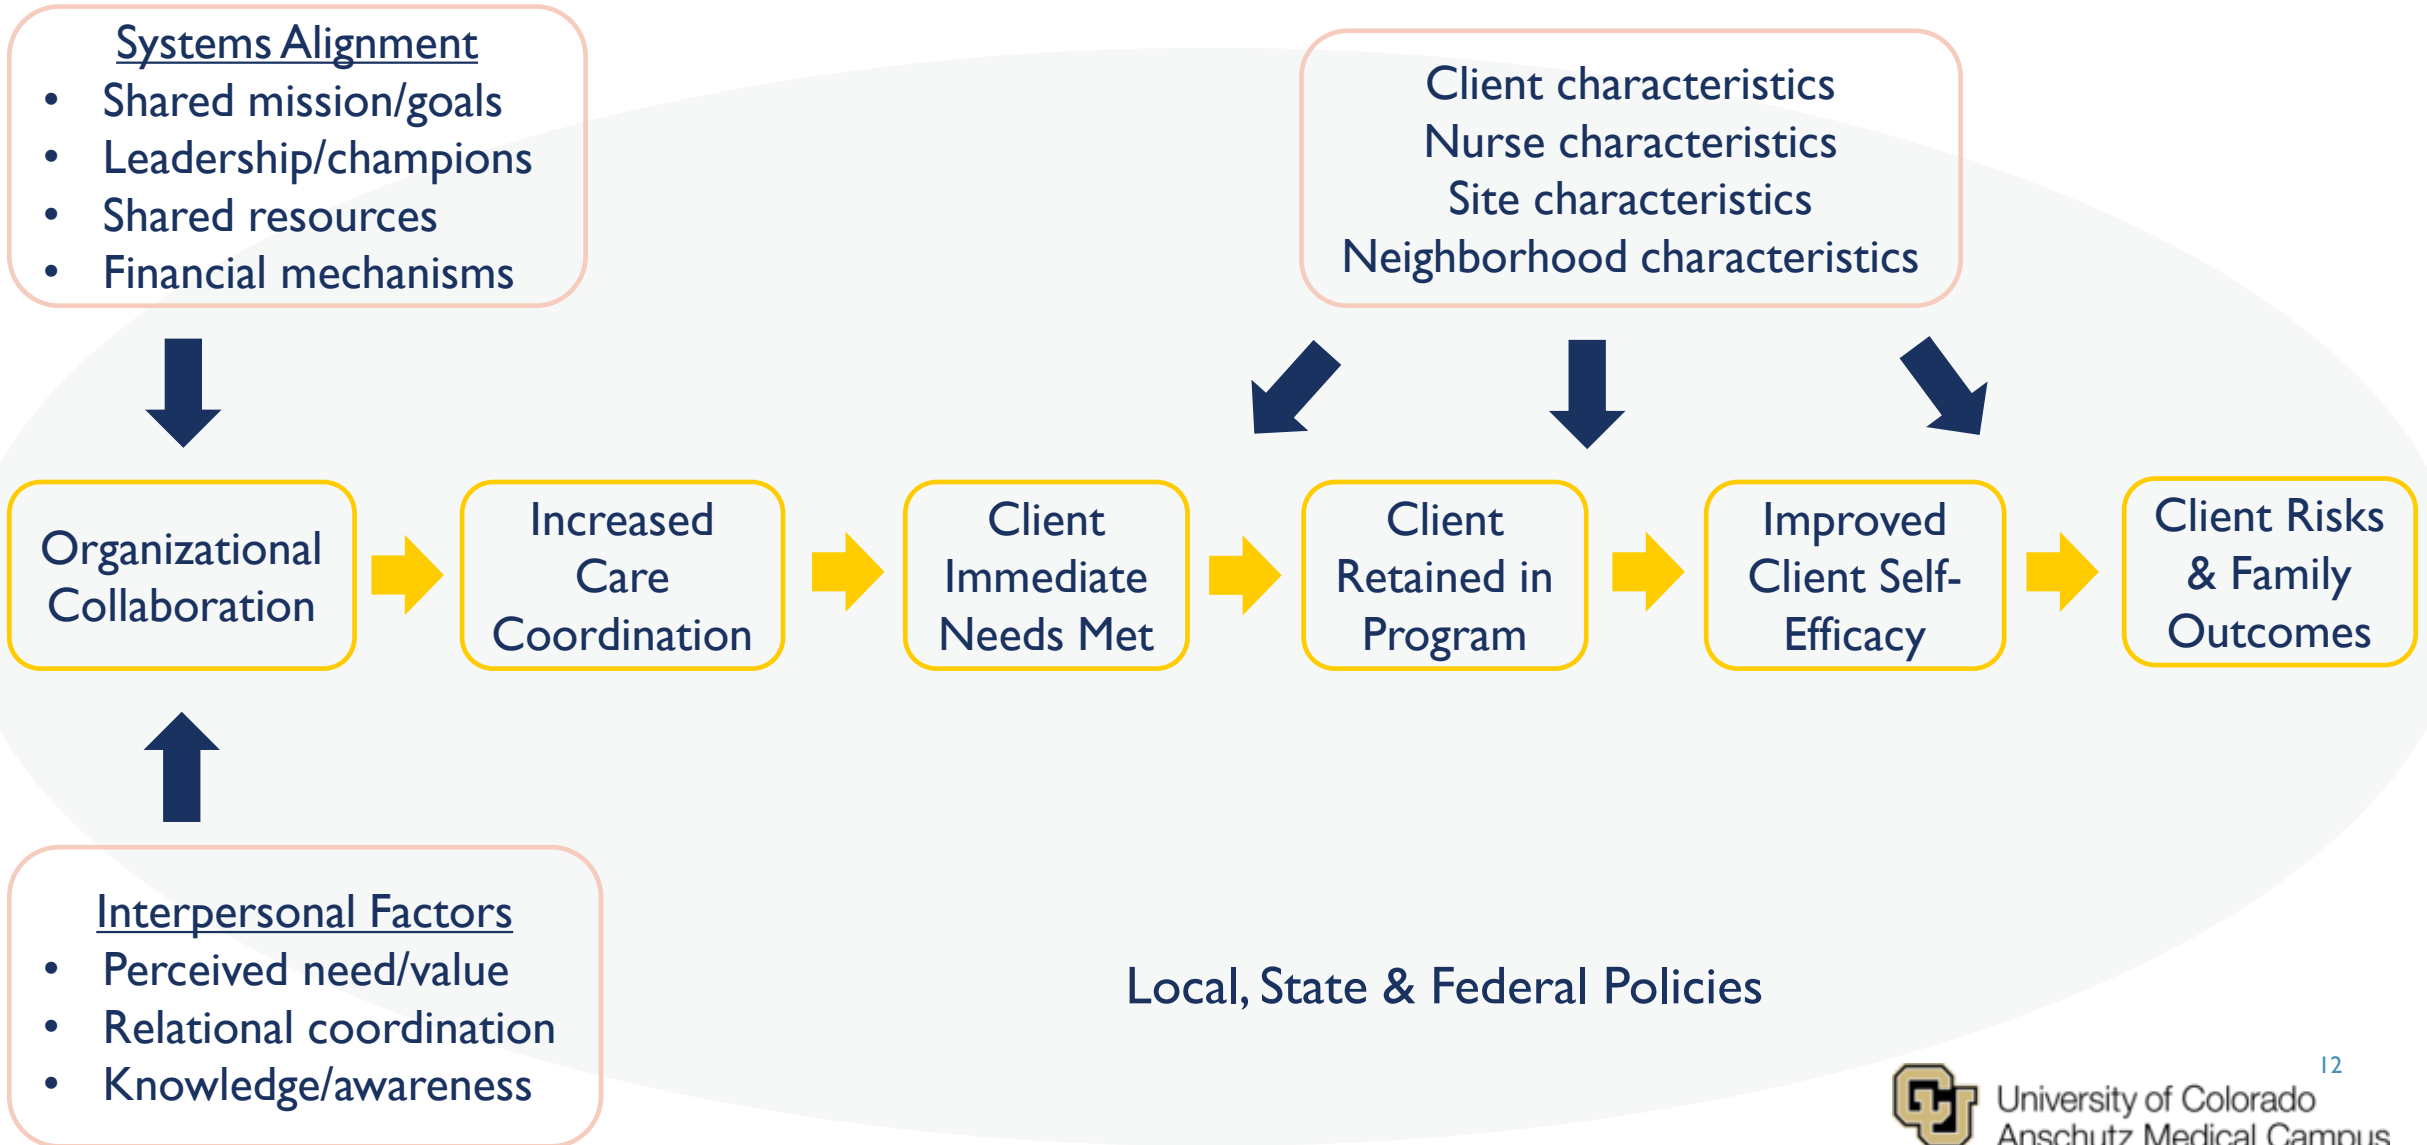 Systems Alignment
• Shared mission/goals
• Leadership/champions
• Shared resources
• Financial mechanisms
Client characteristics
Nurse characteristics
Site characteristics
Neighborhood characteristics
Organizational
Collaboration
Increased
Care
Coordination
Client
Immediate
Needs Met
Client
Retained in
Program
Improved
Client Self-
Efficacy
Client Risks
& Family
Outcomes
Interpersonal Factors
• Perceived need/value
• Relational coordination
• Knowledge/awareness
Local, State & Federal Policies
12
CU
University of Colorado
Anschutz Medical Campus